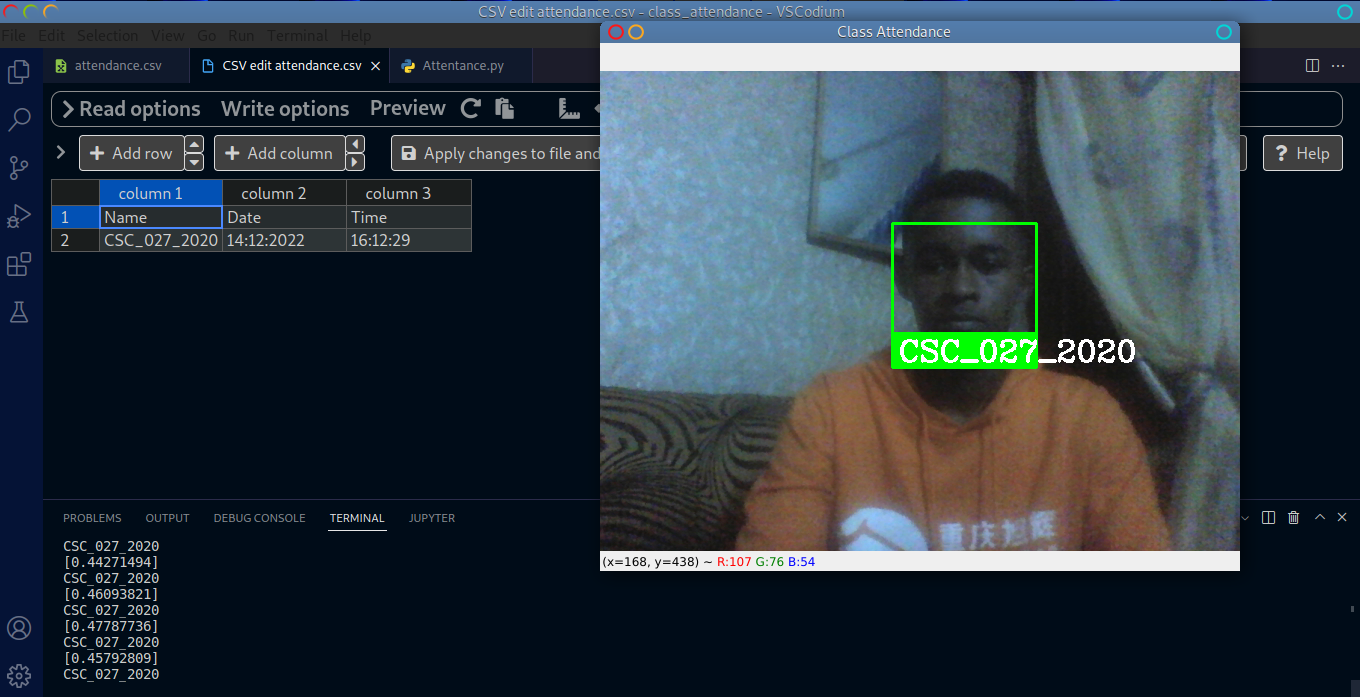 CSV edit attendance.csv - class_attendance - VSCodium
File Edit Selection View Go Run Terminal Help
Class Attendance
attendance.csv
CSV edit attendance.csv
Attentance.py
Read options Write options Preview
Add row
Add column
Apply changes to file and
? Help
column 1 column 2 column 3
1 Name Date Time
2 CSC_027_2020 14:12:2022 16:12:29
CSC_027_2020
重庆旭辉
(x=168, y=438) ~ R:107 G:76 B:54
PROBLEMS OUTPUT DEBUG CONSOLE TERMINAL JUPYTER
CSC_027_2020
[0.44271494]
CSC_027_2020
[0.46093821]
CSC_027_2020
[0.47787736]
CSC_027_2020
[0.45792809]
CSC_027_2020